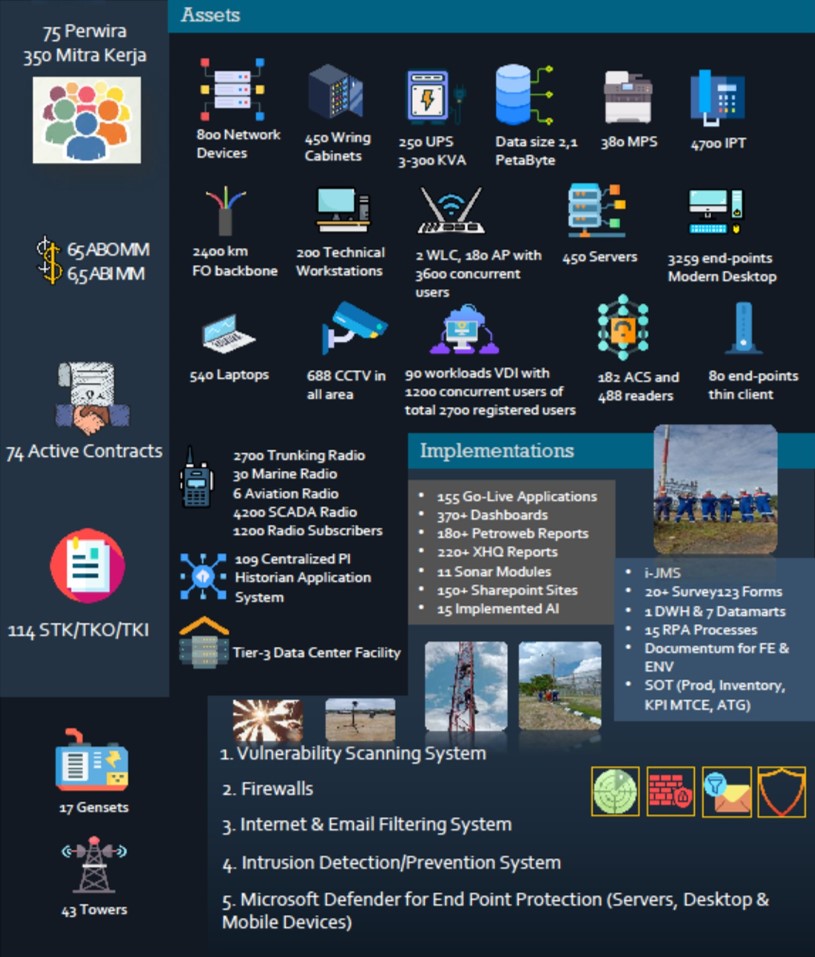 75 Perwira
350 Mitra Kerja
65 ABO MM
6,5 ABI MM
74 Active Contracts
114 STK/TKO/TKI
17 Gensets
43 Towers
Assets
800 Network
Devices
450 Wring
Cabinets
250 UPS
3-300 KVA
Data size 2,1
PetaByte
380 MPS
4700 IPT
2400 km
FO backbone
200 Technical
Workstations
2 WLC, 180 AP with
3600 concurrent
users
450 Servers
3259 end-points
Modern Desktop
540 Laptops
688 CCTV in
all area
90 workloads VDI with
1200 concurrent users of
total 2700 registered users
182 ACS and
488 readers
80 end-points
thin client
2700 Trunking Radio
30 Marine Radio
6 Aviation Radio
4200 SCADA Radio
1200 Radio Subscribers
109 Centralized PI
Historian Application
System
Tier-3 Data Center Facility
Implementations
• 155 Go-Live Applications
• 370+ Dashboards
• 180+ Petroweb Reports
• 220+ XHQ Reports
• 11 Sonar Modules
• 150+ Sharepoint Sites
• 15 Implemented AI
• i-JMS
• 20+ Survey123 Forms
• 1 DWH & 7 Datamarts
• 15 RPA Processes
• Documentum for FE &
ENV
• SOT (Prod, Inventory,
KPI MTCE, ATG)
1. Vulnerability Scanning System
2. Firewalls
3. Internet & Email Filtering System
4. Intrusion Detection/Prevention System
5. Microsoft Defender for End Point Protection (Servers, Desktop &
Mobile Devices)